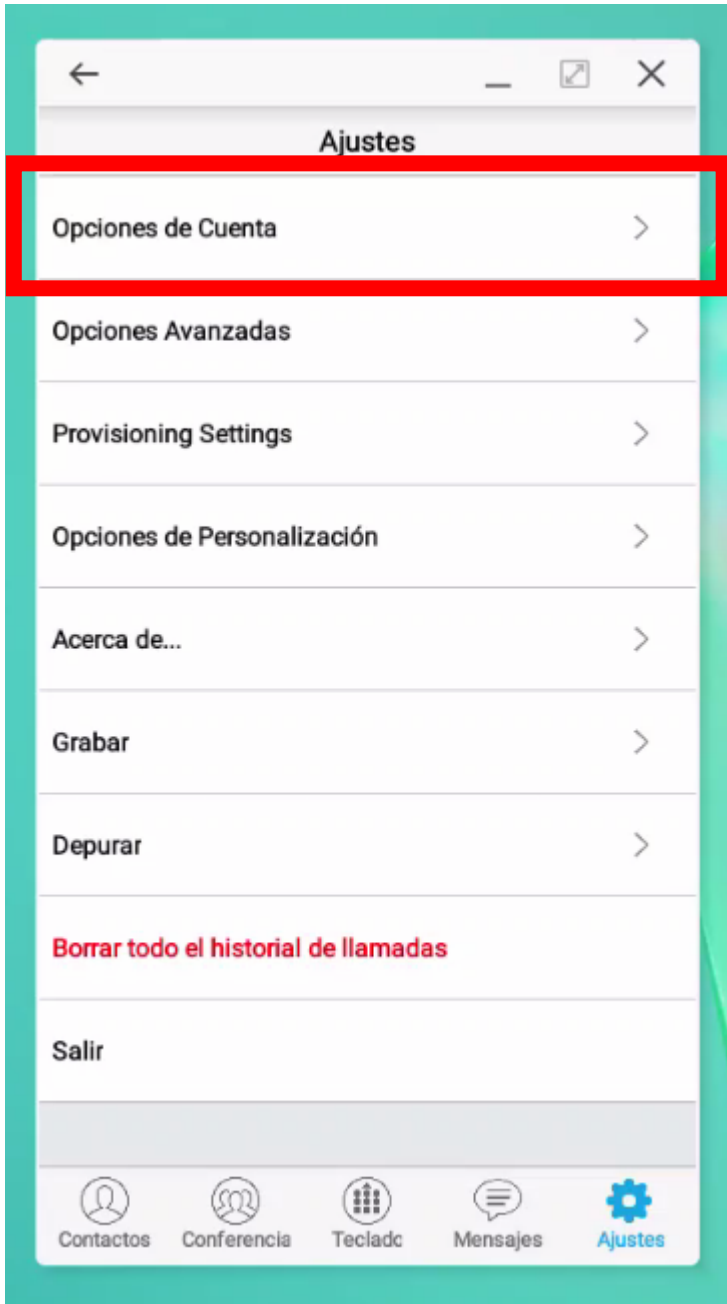 Ajustes
Opciones de Cuenta
Opciones Avanzadas
Provisioning Settings
Opciones de Personalización
Acerca de...
Grabar
Depurar
Borrar todo el historial de llamadas
Salir
Contactos Conferencia Teclado Mensajes Ajustes